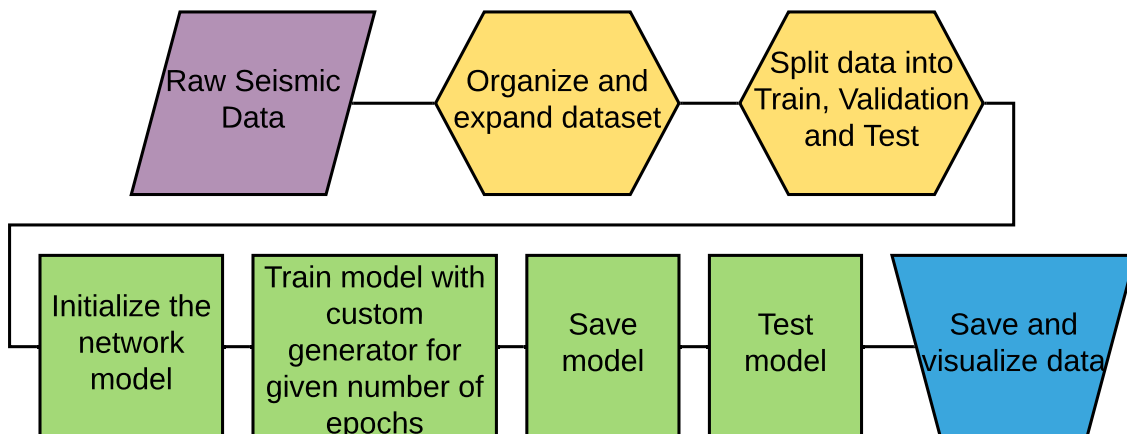 Raw Seismic
Data
Organize and
expand dataset
Split data into
Train, Validation
and Test
Initialize the
network
model
Train model with
custom
generator for
given number of
epochs
Save
model
Test
model
Save and
visualize data